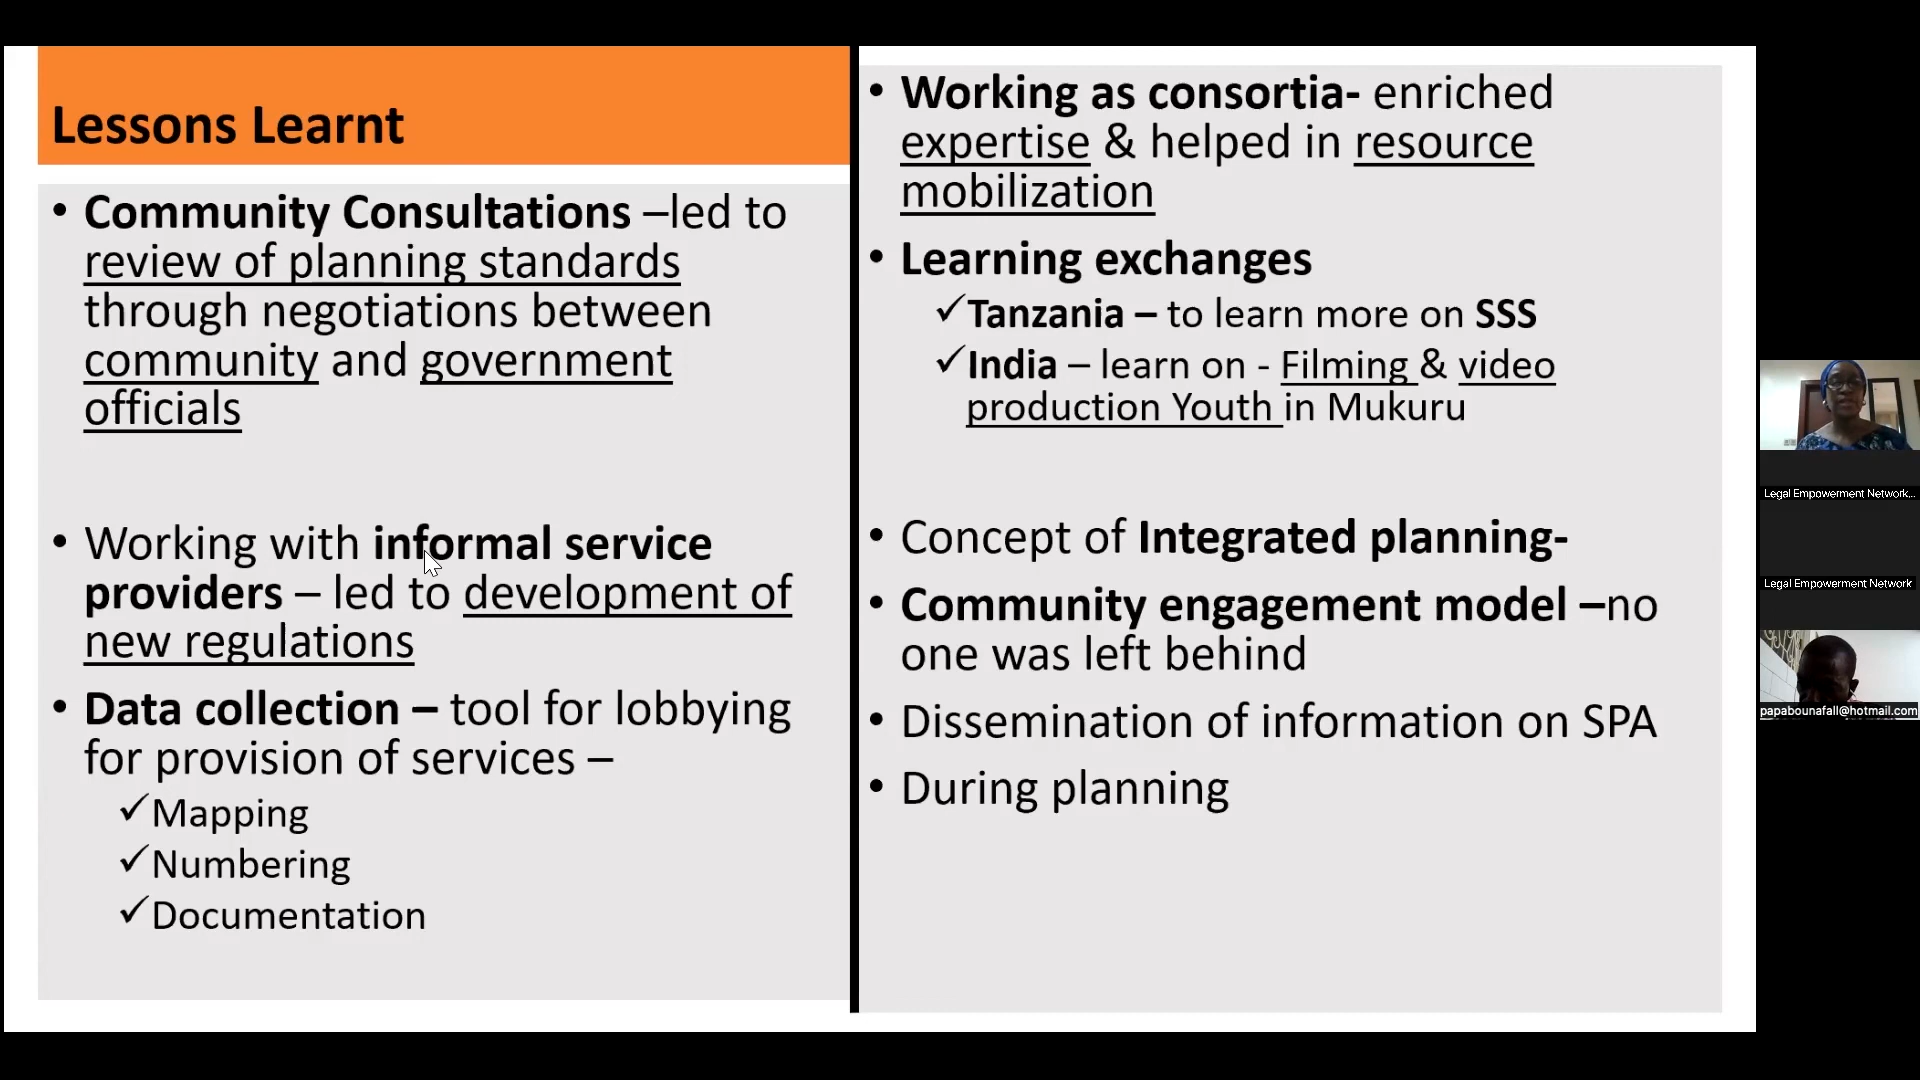 Lessons Learnt
• Community Consultations –led to
review of planning standards
through negotiations between
community and government
officials
• Working with informal service
providers – led to development of
new regulations
• Data collection – tool for lobbying
for provision of services –
✓Mapping
✓Numbering
✓Documentation
• Working as consortia- enriched
expertise & helped in resource
mobilization
• Learning exchanges
✓Tanzania – to learn more on SSS
✓India – learn on - Filming & video
production Youth in Mukuru
• Concept of Integrated planning-
• Community engagement model –no
one was left behind
• Dissemination of information on SPA
• During planning
Legal Empowerment Network...
Legal Empowerment Network
papabounafall@hotmail.com